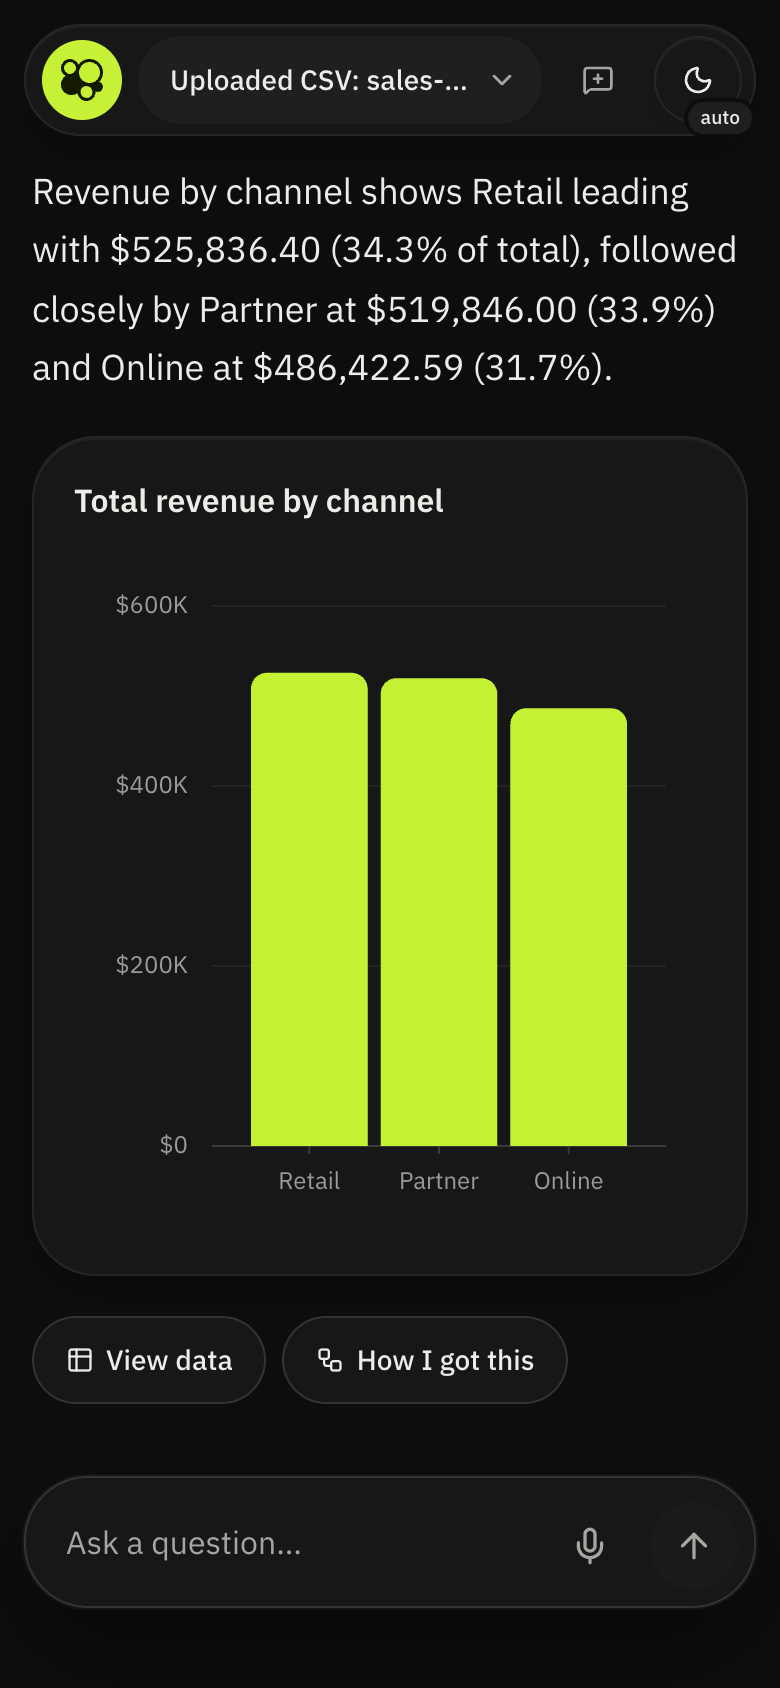 Uploaded CSV: sales-...
auto
Revenue by channel shows Retail leading
with $525,836.40 (34.3% of total), followed
closely by Partner at $519,846.00 (33.9%)
and Online at $486,422.59 (31.7%).
Total revenue by channel
$600K
$400K
$200K
$0
Retail Partner Online
View data How I got this
Ask a question...